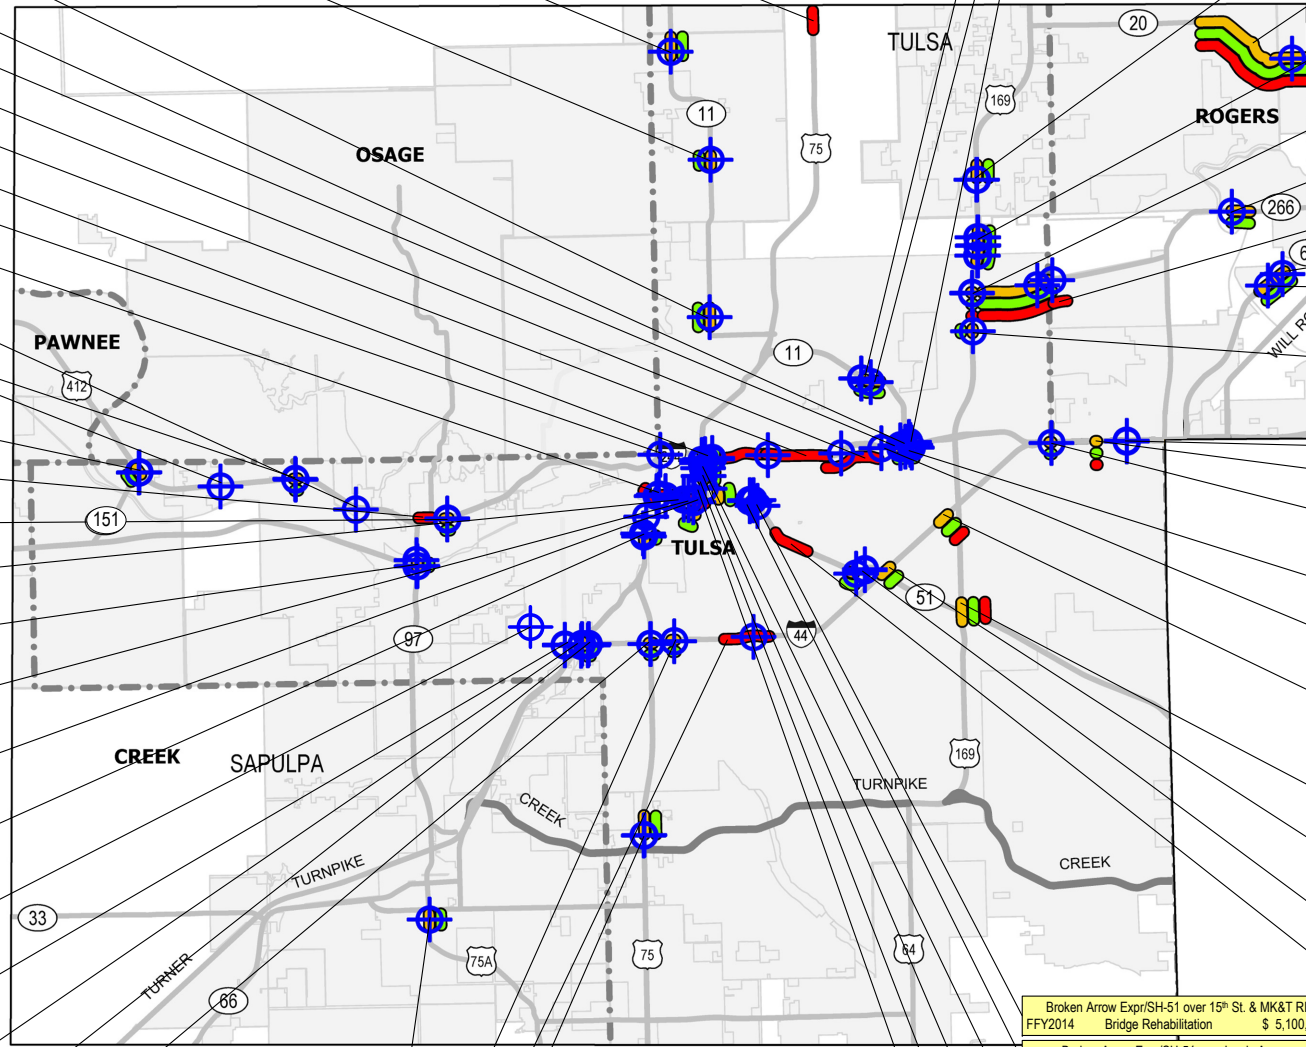 20
TULSA
169
11
ROGERS
75
OSAGE
266
6
PAWNEE
11
WILL RO
412
151
TULSA
51
97
44
CREEK
SAPULPA
169
TURNPIKE
CREEK
CREEK
TURNPIKE
33
75A
75
64
TURNER
66
Broken Arrow Expr/SH-51 over 15th St. & MK&T R
FFY2014 Bridge Rehabilitation $ 5,100,